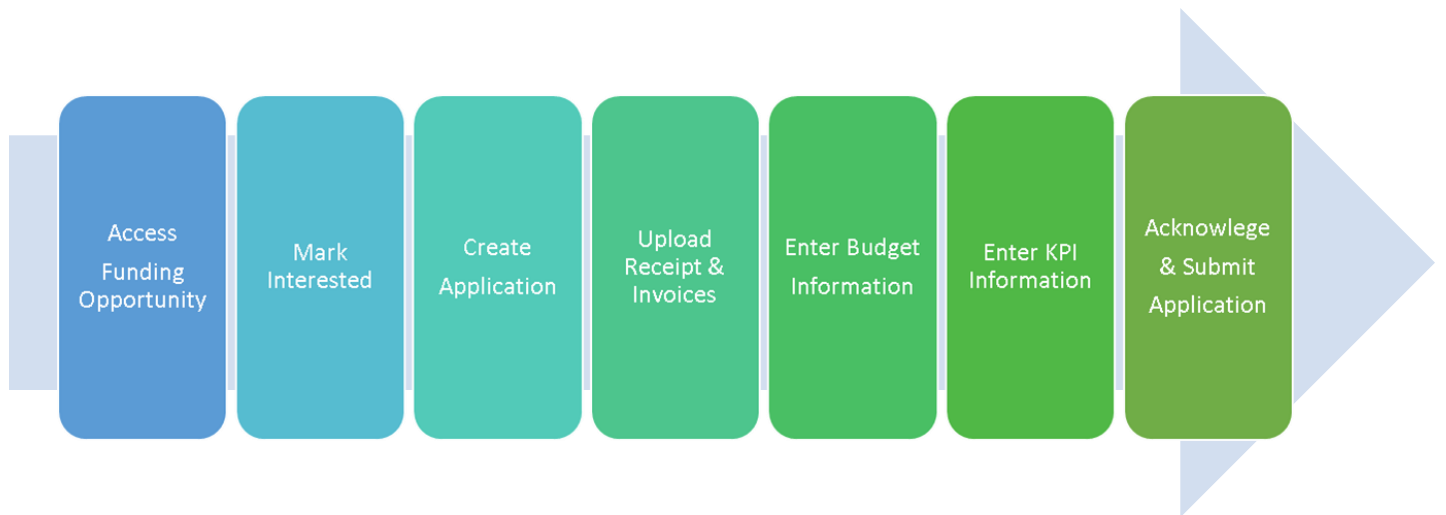 Access
Funding
Opportunity
Mark
Interested
Create
Application
Upload
Receipt &
Invoices
Enter Budget
Information
Enter KPI
Information
Acknowlege
& Submit
Application